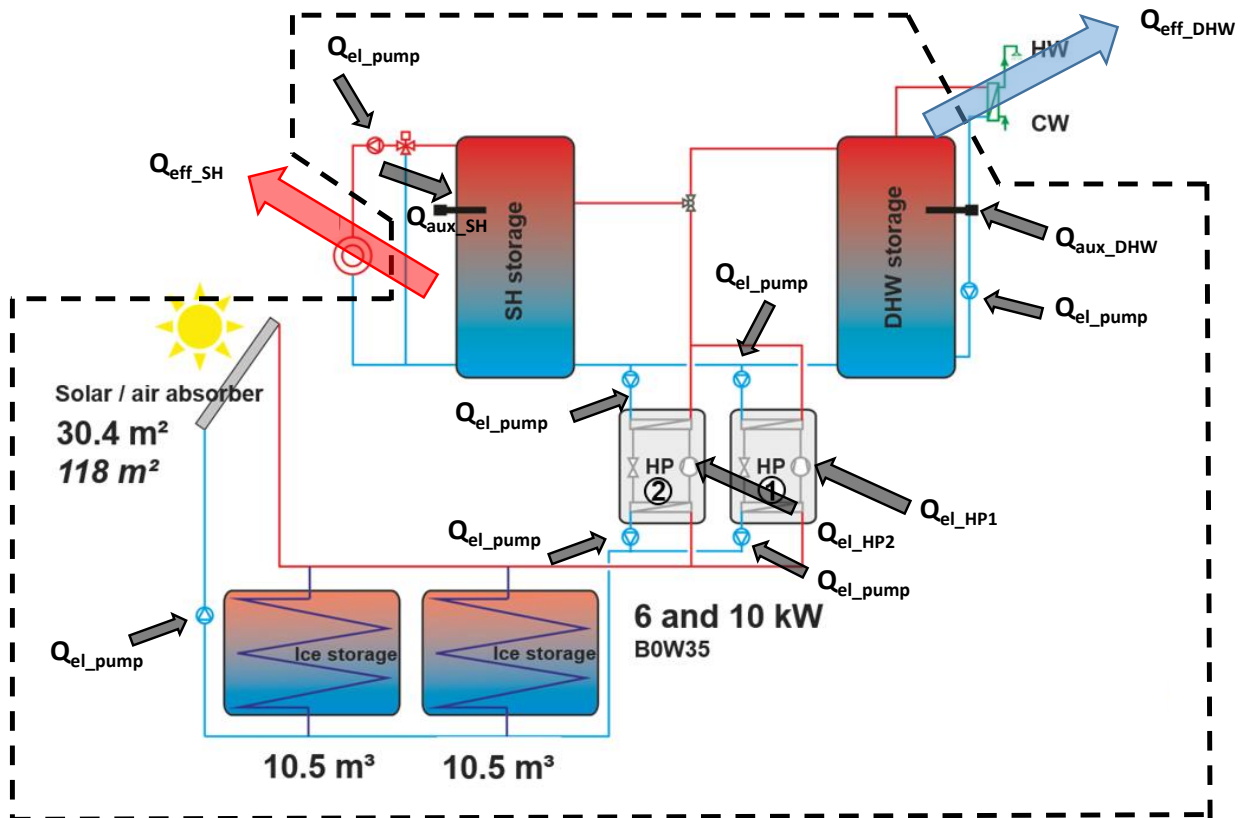 Q_eff_DHW
Q_el_pump
HW
CW
Q_eff_SH
Q_aux_SH
SH storage
DHW storage
Q_aux_DHW
Q_el_pump
Q_el_pump
Solar / air absorber
30.4 m²
118 m²
Q_el_pump
HP
②
HP
①
Q_el_HP1
Q_el_pump
Q_el_HP2
Q_el_pump
6 and 10 kW
B0W35
Q_el_pump
Ice storage
Ice storage
10.5 m³
10.5 m³